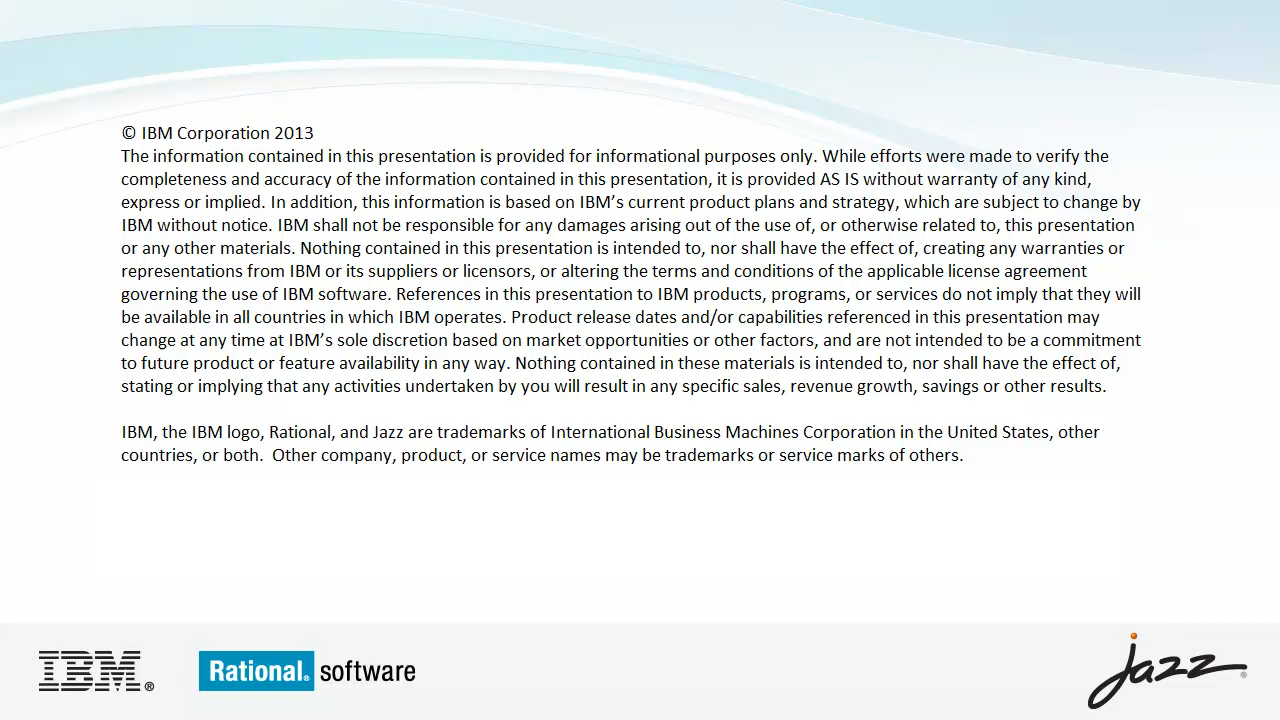 © IBM Corporation 2013
The information contained in this presentation is provided for informational purposes only. While efforts were made to verify the
completeness and accuracy of the information contained in this presentation, it is provided AS IS without warranty of any kind,
express or implied. In addition, this information is based on IBM’s current product plans and strategy, which are subject to change by
IBM without notice. IBM shall not be responsible for any damages arising out of the use of, or otherwise related to, this presentation
or any other materials. Nothing contained in this presentation is intended to, nor shall have the effect of, creating any warranties or
representations from IBM or its suppliers or licensors, or altering the terms and conditions of the applicable license agreement
governing the use of IBM software. References in this presentation to IBM products, programs, or services do not imply that they will
be available in all countries in which IBM operates. Product release dates and/or capabilities referenced in this presentation may
change at any time at IBM’s sole discretion based on market opportunities or other factors, and are not intended to be a commitment
to future product or feature availability in any way. Nothing contained in these materials is intended to, nor shall have the effect of,
stating or implying that any activities undertaken by you will result in any specific sales, revenue growth, savings or other results.
IBM, the IBM logo, Rational, and Jazz are trademarks of International Business Machines Corporation in the United States, other
countries, or both.  Other company, product, or service names may be trademarks or service marks of others.
IBM® Rational® software jazz®